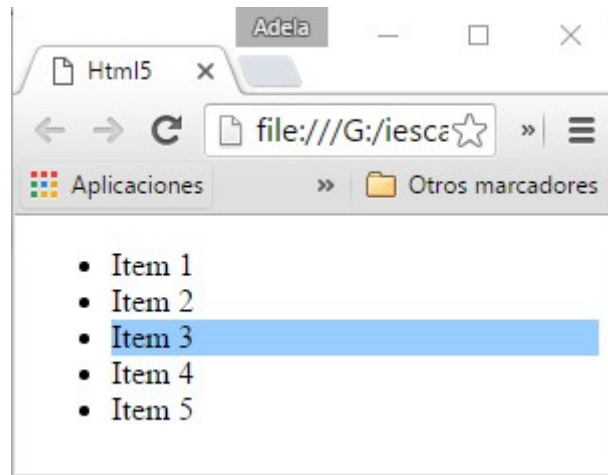 Adela
Html5
file:///G:/iesca
Aplicaciones
Otros marcadores
Item 1
Item 2
Item 3
Item 4
Item 5